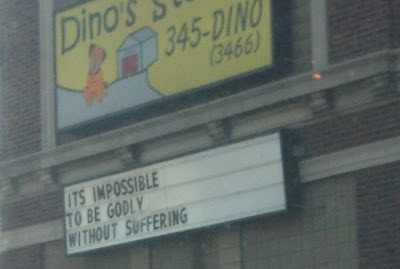 Dino's
345-DINO
(3466)
ITS IMPOSSIBLE
TO BE GODLY
WITHOUT SUFFERING